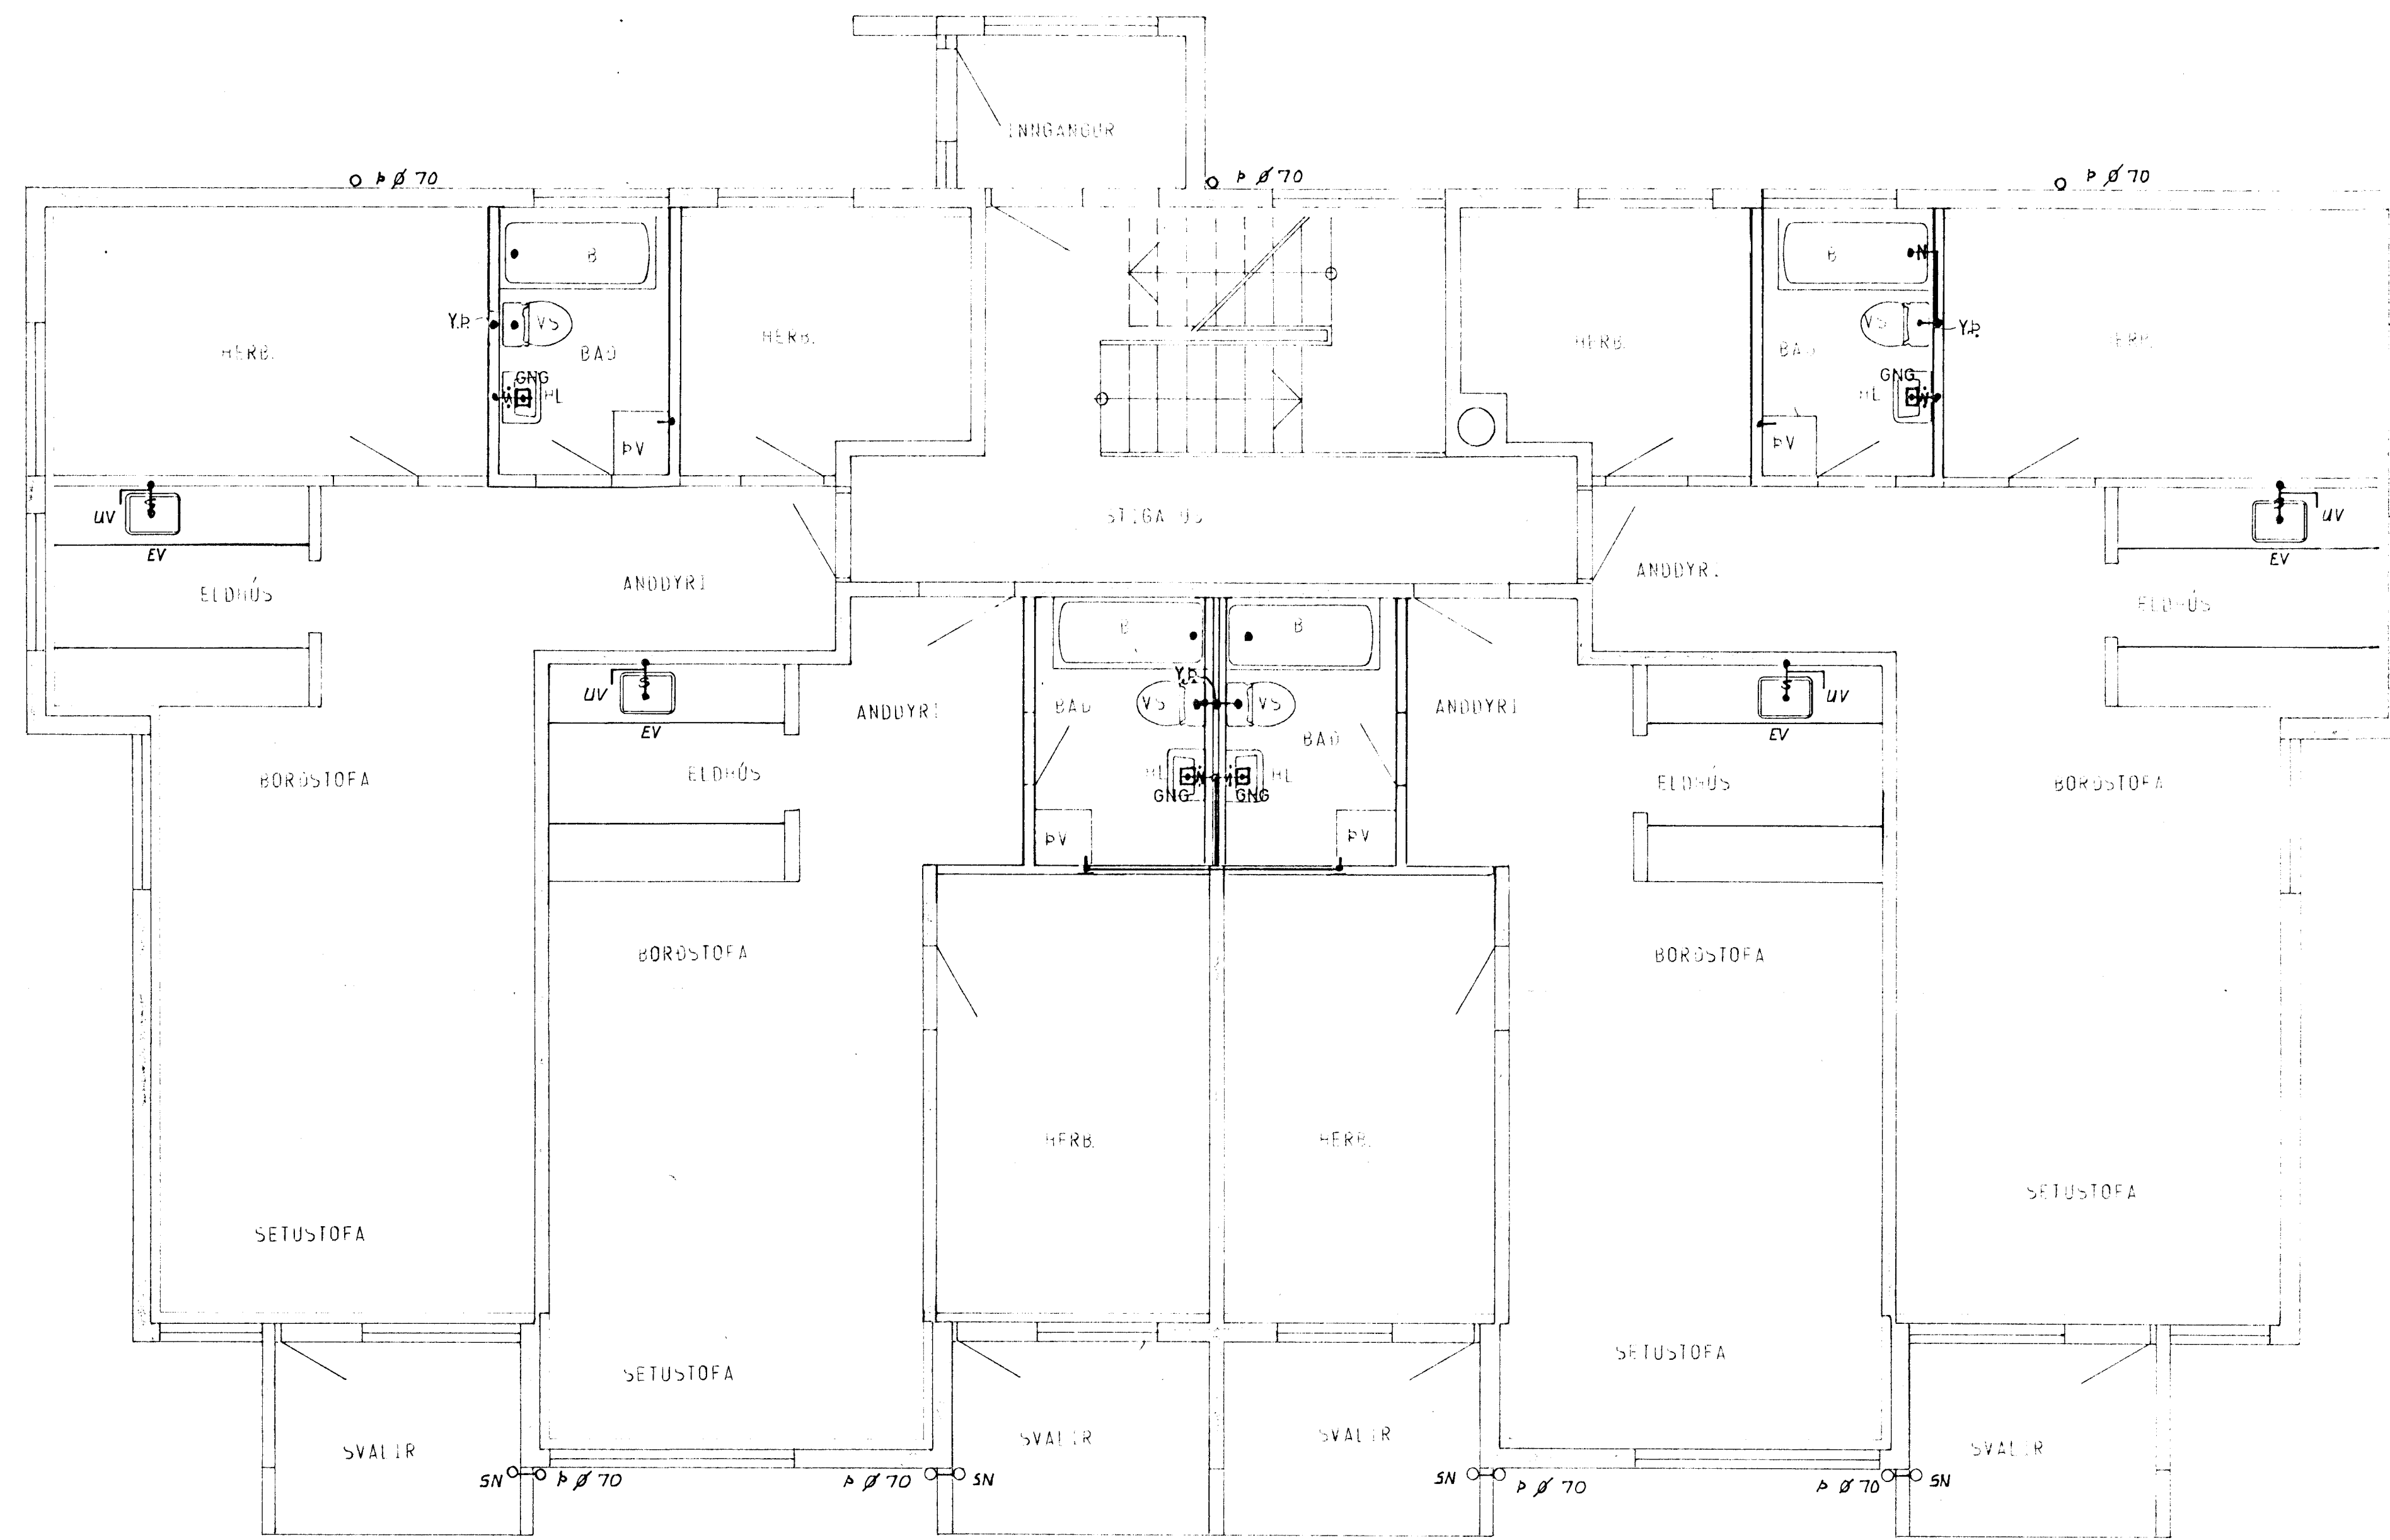 INNGANGUR
Þ Ø 70
Þ Ø 70
Þ Ø 70
B
B
Y.Þ.
VS
BAÐ
HERB.
HERB.
HERB.
BAÐ
VS
Y.Þ.
HERB.
GNG
HL
GNG
HL
ÞV
ÞV
S
UV
EV
STIGAHÚS
S
UV
EV
ELDHÚS
ANDDYRI
ANDDYRI
ELDHÚS
B
B
S
UV
EV
ANDDYRI
BAÐ
VS
Y.Þ.
VS
BAÐ
ANDDYRI
S
UV
EV
BORÐSTOFA
ELDHÚS
HL
HL
GNG
GNG
ELDHÚS
BORÐSTOFA
ÞV
ÞV
BORÐSTOFA
BORÐSTOFA
HERB.
HERB.
SETUSTOFA
SETUSTOFA
SETUSTOFA
SETUSTOFA
SVALIR
SVALIR
SVALIR
SVALIR
SN
Þ Ø 70
Þ Ø 70
SN
SN
Þ Ø 70
Þ Ø 70
SN